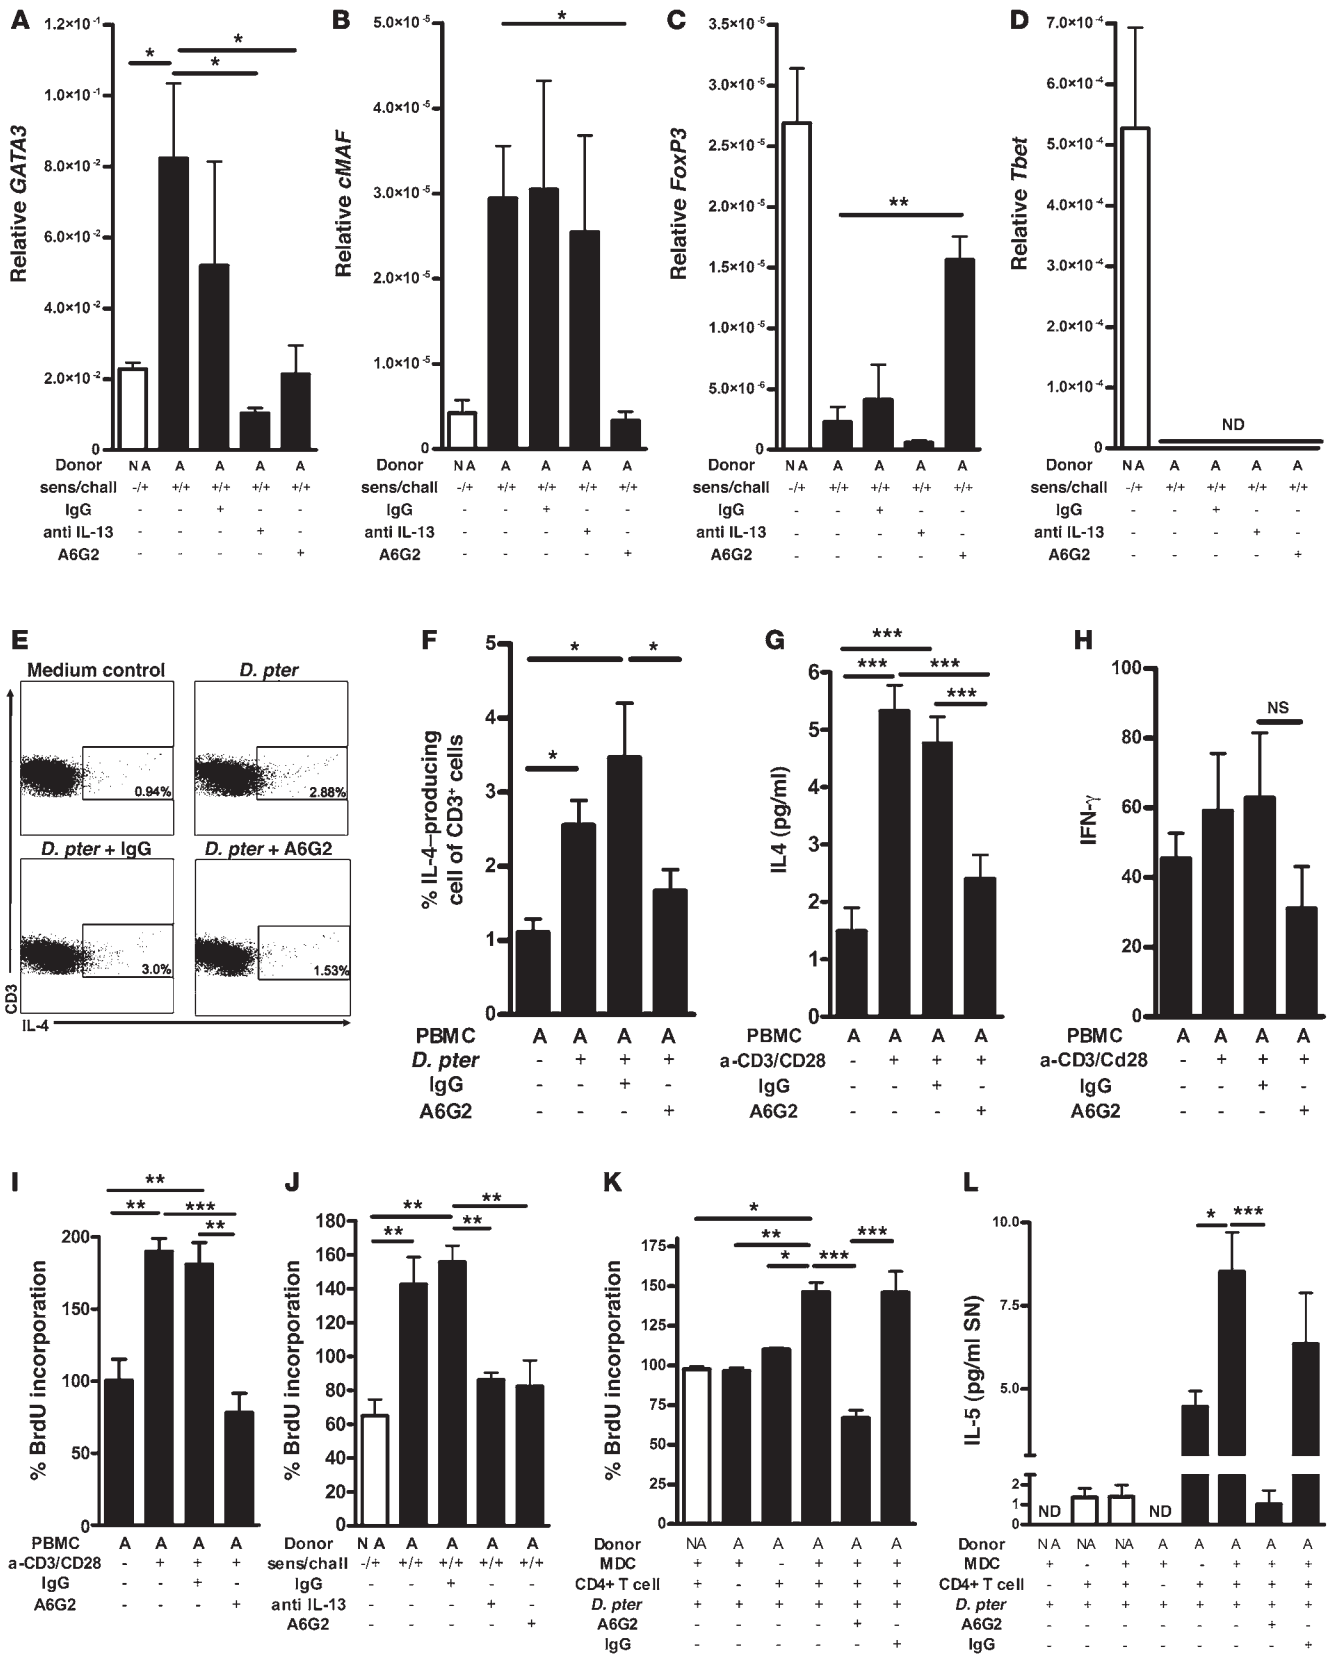 A
Relative GATA3
1.2×10-1
1.0×10-1
8.0×10-2
6.0×10-2
4.0×10-2
2.0×10-2
0
* * *
Donor N A A A A A
sens/chall -/+ +/+ +/+ +/+ +/+
IgG - - + - -
anti IL-13 - - - + -
A6G2 - - - - +
B
Relative cMAF
5.0×10-5
4.0×10-5
3.0×10-5
2.0×10-5
1.0×10-5
0
*
Donor N A A A A A
sens/chall -/+ +/+ +/+ +/+ +/+
IgG - - + - -
anti IL-13 - - - + -
A6G2 - - - - +
C
Relative FoxP3
3.5×10-5
3.0×10-5
2.5×10-5
2.0×10-5
1.5×10-5
1.0×10-5
5.0×10-6
0
**
Donor N A A A A A
sens/chall -/+ +/+ +/+ +/+ +/+
IgG - - + - -
anti IL-13 - - - + -
A6G2 - - - - +
D
Relative Tbet
7.0×10-4
6.0×10-4
5.0×10-4
4.0×10-4
3.0×10-4
2.0×10-4
1.0×10-4
0
ND
Donor N A A A A A
sens/chall -/+ +/+ +/+ +/+ +/+
IgG - - + - -
anti IL-13 - - - + -
A6G2 - - - - +
E
Medium control
D. pter
0.94%
2.88%
D. pter + IgG
D. pter + A6G2
3.0%
1.53%
CD3
IL-4
F
% IL-4–producing
cell of CD3+ cells
5
4
3
2
1
0
* * *
PBMC A A A A
D. pter - + + +
IgG - - + -
A6G2 - - - +
G
IL4 (pg/ml)
6
5
4
3
2
1
0
***
*** ***
***
PBMC A A A A
a-CD3/CD28 - + + +
IgG - - + -
A6G2 - - - +
H
IFN-γ
100
80
60
40
20
0
NS
PBMC A A A A
a-CD3/Cd28 - + + +
IgG - - + -
A6G2 - - - +
I
% BrdU incorporation
200
150
100
50
0
**
** ***
**
PBMC A A A A
a-CD3/CD28 - + + +
IgG - - + -
A6G2 - - - +
J
% BrdU incorporation
180
160
140
120
100
80
60
40
20
0
** **
** **
Donor N A A A A A
sens/chall -/+ +/+ +/+ +/+ +/+
IgG - - + - -
anti IL-13 - - - + -
A6G2 - - - - +
K
% BrdU incorporation
175
150
125
100
75
50
25
0
*
** ***
* ***
Donor NA A A A A A
MDC + + - + + +
CD4+ T cell + - + + + +
D. pter + + + + + +
A6G2 - - - - + -
IgG - - - - - +
L
IL-5 (pg/ml SN)
10.0
7.5
5.0
2
1
0
* ***
ND ND
Donor N A NA NA A A A A A
MDC + - + + - + + +
CD4+ T cell - + + - + + + +
D. pter + + + + + + + +
A6G2 - - - - - - + -
IgG - - - - - - - +